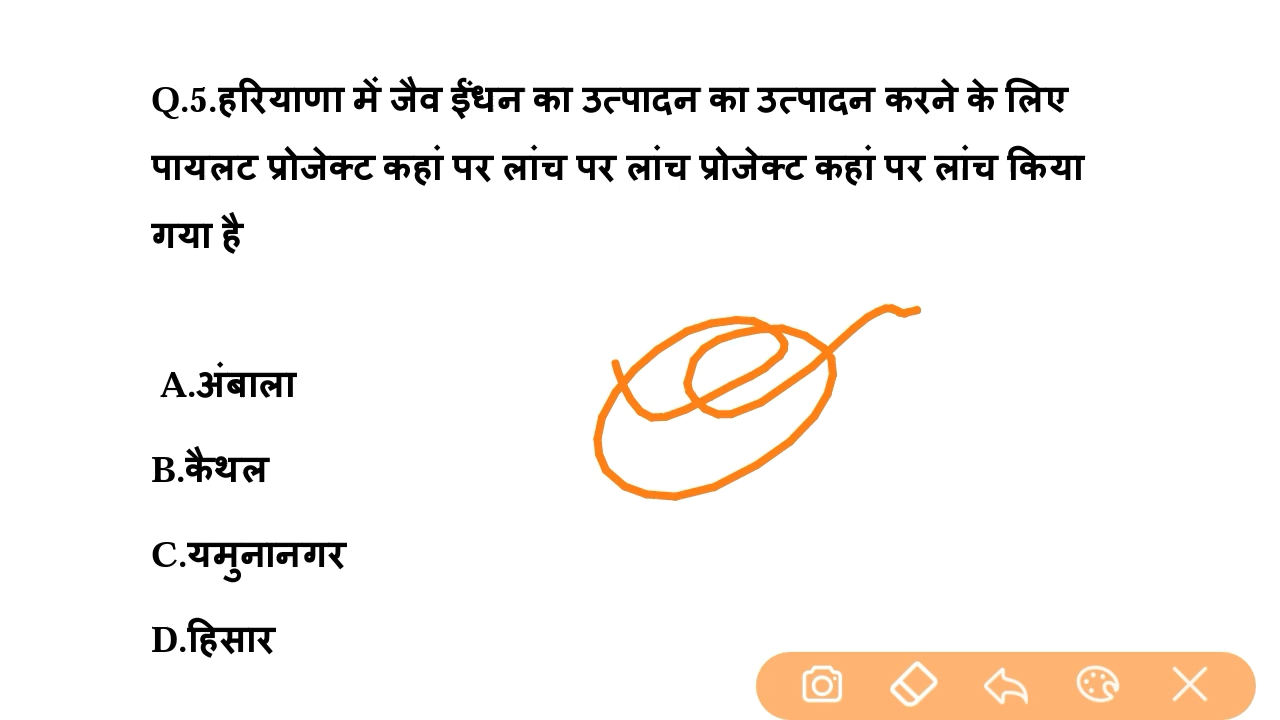 Q.5.हरियाणा में जैव ईंधन का उत्पादन का उत्पादन करने के लिए
पायलट प्रोजेक्ट कहां पर लांच पर लांच प्रोजेक्ट कहां पर लांच किया
गया है
A.अंबाला
B.कैथल
C.यमुनानगर
D.हिसार